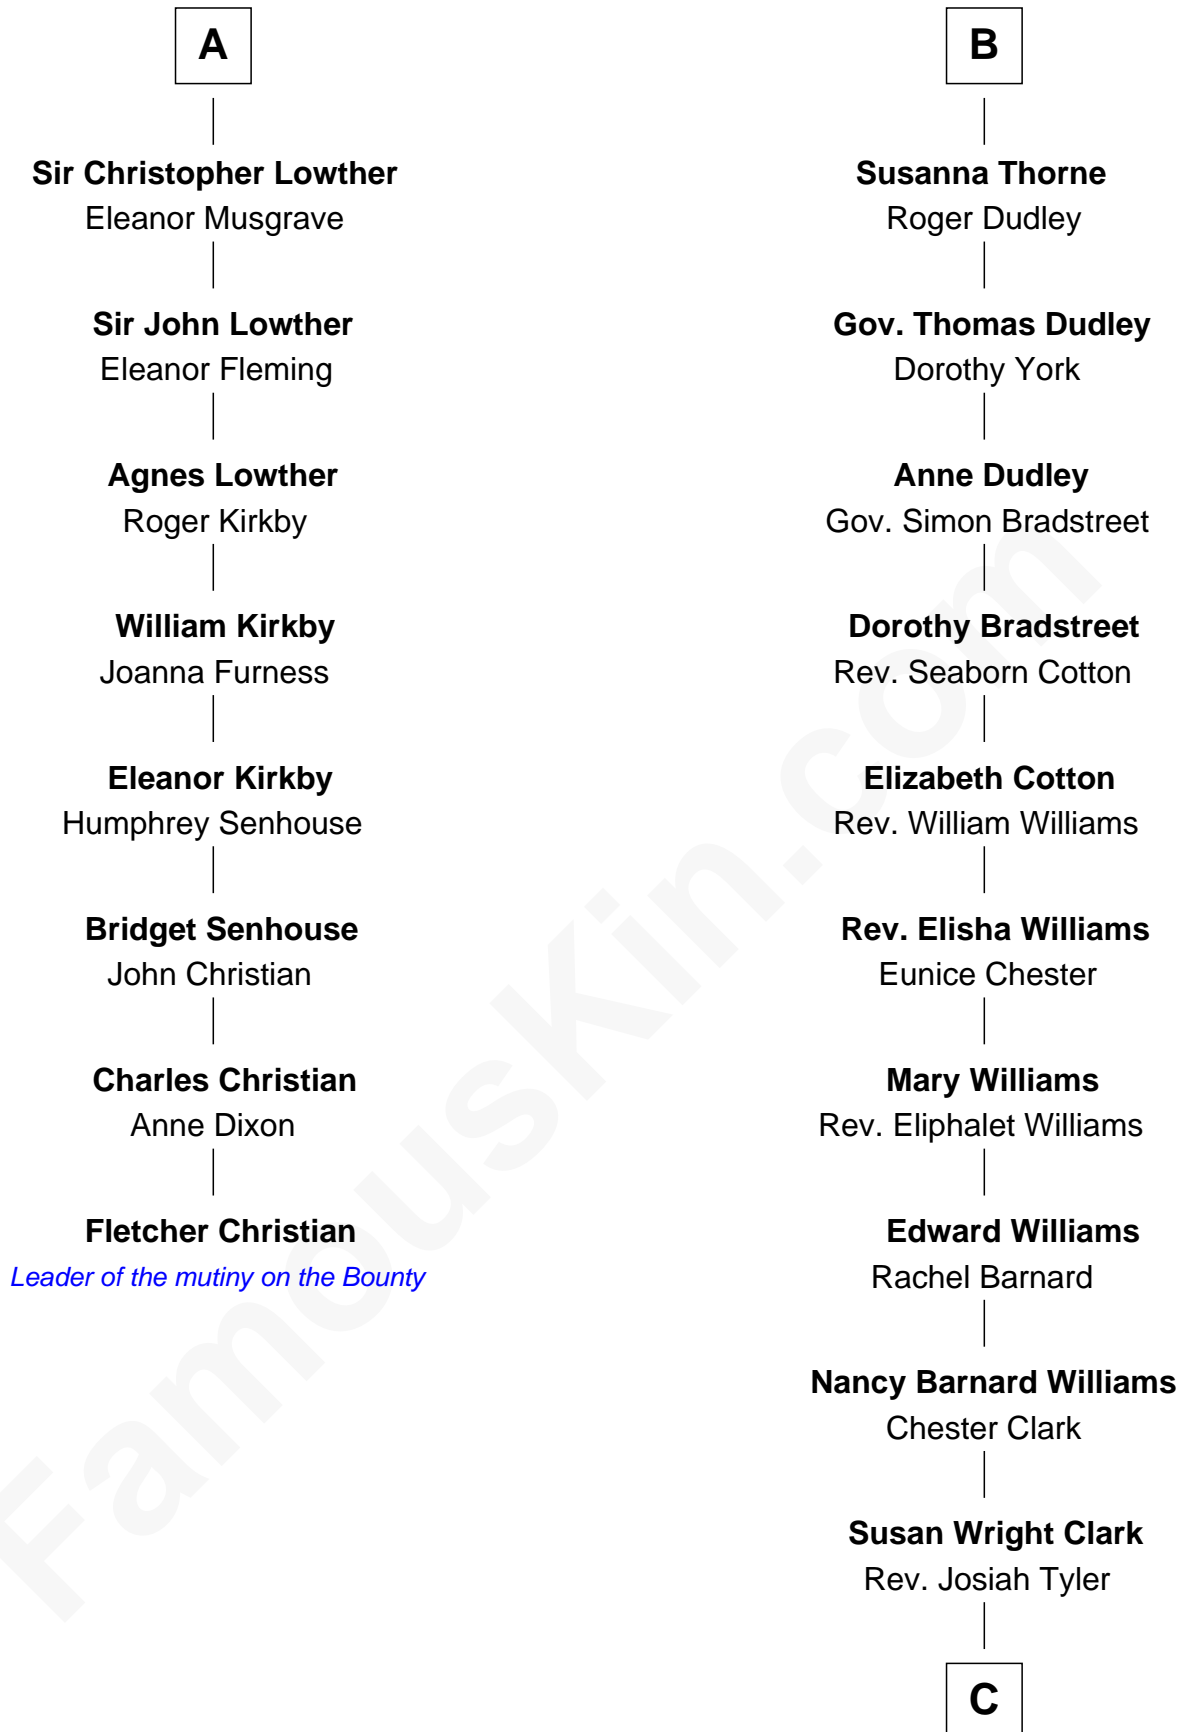 A
Sir Christopher Lowther
Eleanor Musgrave
Sir John Lowther
Eleanor Fleming
Agnes Lowther
Roger Kirkby
William Kirkby
Joanna Furness
Eleanor Kirkby
Humphrey Senhouse
Bridget Senhouse
John Christian
Charles Christian
Anne Dixon
Fletcher Christian
Leader of the mutiny on the Bounty
B
Susanna Thorne
Roger Dudley
Gov. Thomas Dudley
Dorothy York
Anne Dudley
Gov. Simon Bradstreet
Dorothy Bradstreet
Rev. Seaborn Cotton
Elizabeth Cotton
Rev. William Williams
Rev. Elisha Williams
Eunice Chester
Mary Williams
Rev. Eliphalet Williams
Edward Williams
Rachel Barnard
Nancy Barnard Williams
Chester Clark
Susan Wright Clark
Rev. Josiah Tyler
C
FamousKin.com